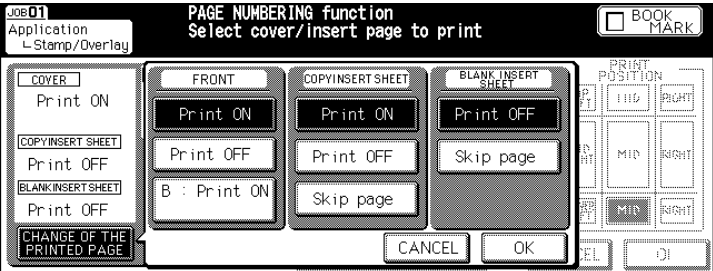 JOB01
PAGE NUMBERING function
Select cover/insert page to print
Application
Stamp/Overlay
BOOK
MARK
COVER
Print ON
COPYINSERT SHEET
Print OFF
BLANKINSERTSHEET
Print OFF
CHANGE OF THE
PRINTED PAGE
FRONT
Print ON
Print OFF
B : Print ON
COPYINSERT SHEET
Print ON
Print OFF
Skip page
BLANK INSERT
SHEET
Print OFF
Skip page
CANCEL
OK
PRINT
POSITION
MID
RIGHT
MID
RIGHT
MID
RIGHT